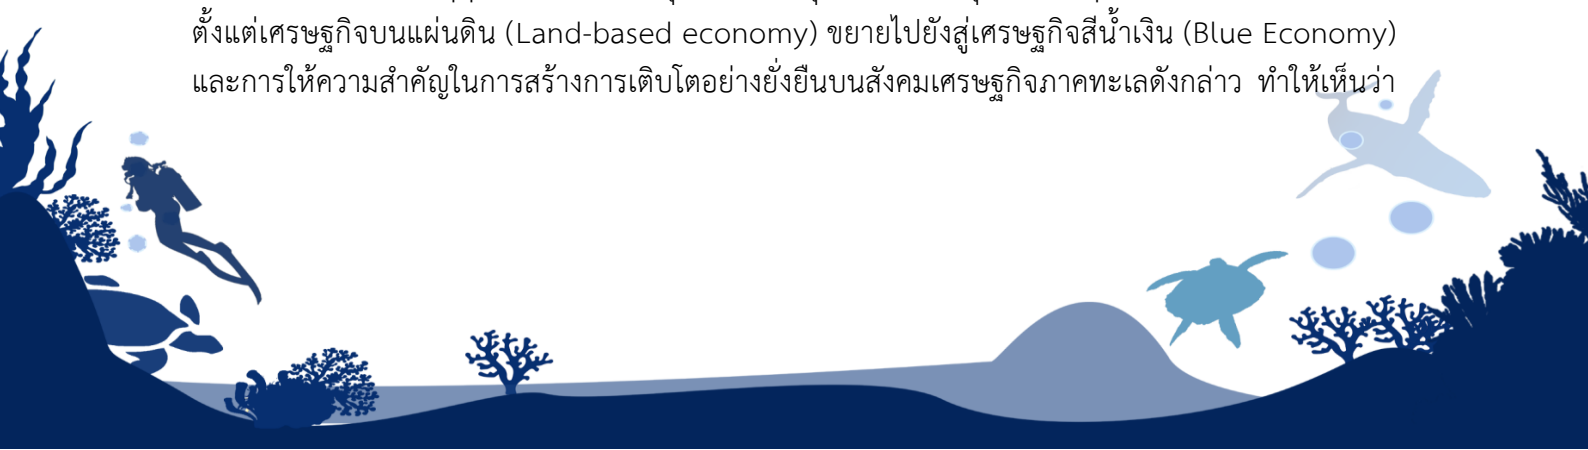 ตั้งแต่เศรษฐกิจบนแผ่นดิน (Land-based economy) ขยายไปยังสู่เศรษฐกิจสีน้ำเงิน (Blue Economy)
และการให้ความสำคัญในการสร้างการเติบโตอย่างยั่งยืนบนสังคมเศรษฐกิจภาคทะเลดังกล่าว ทำให้เห็นว่า